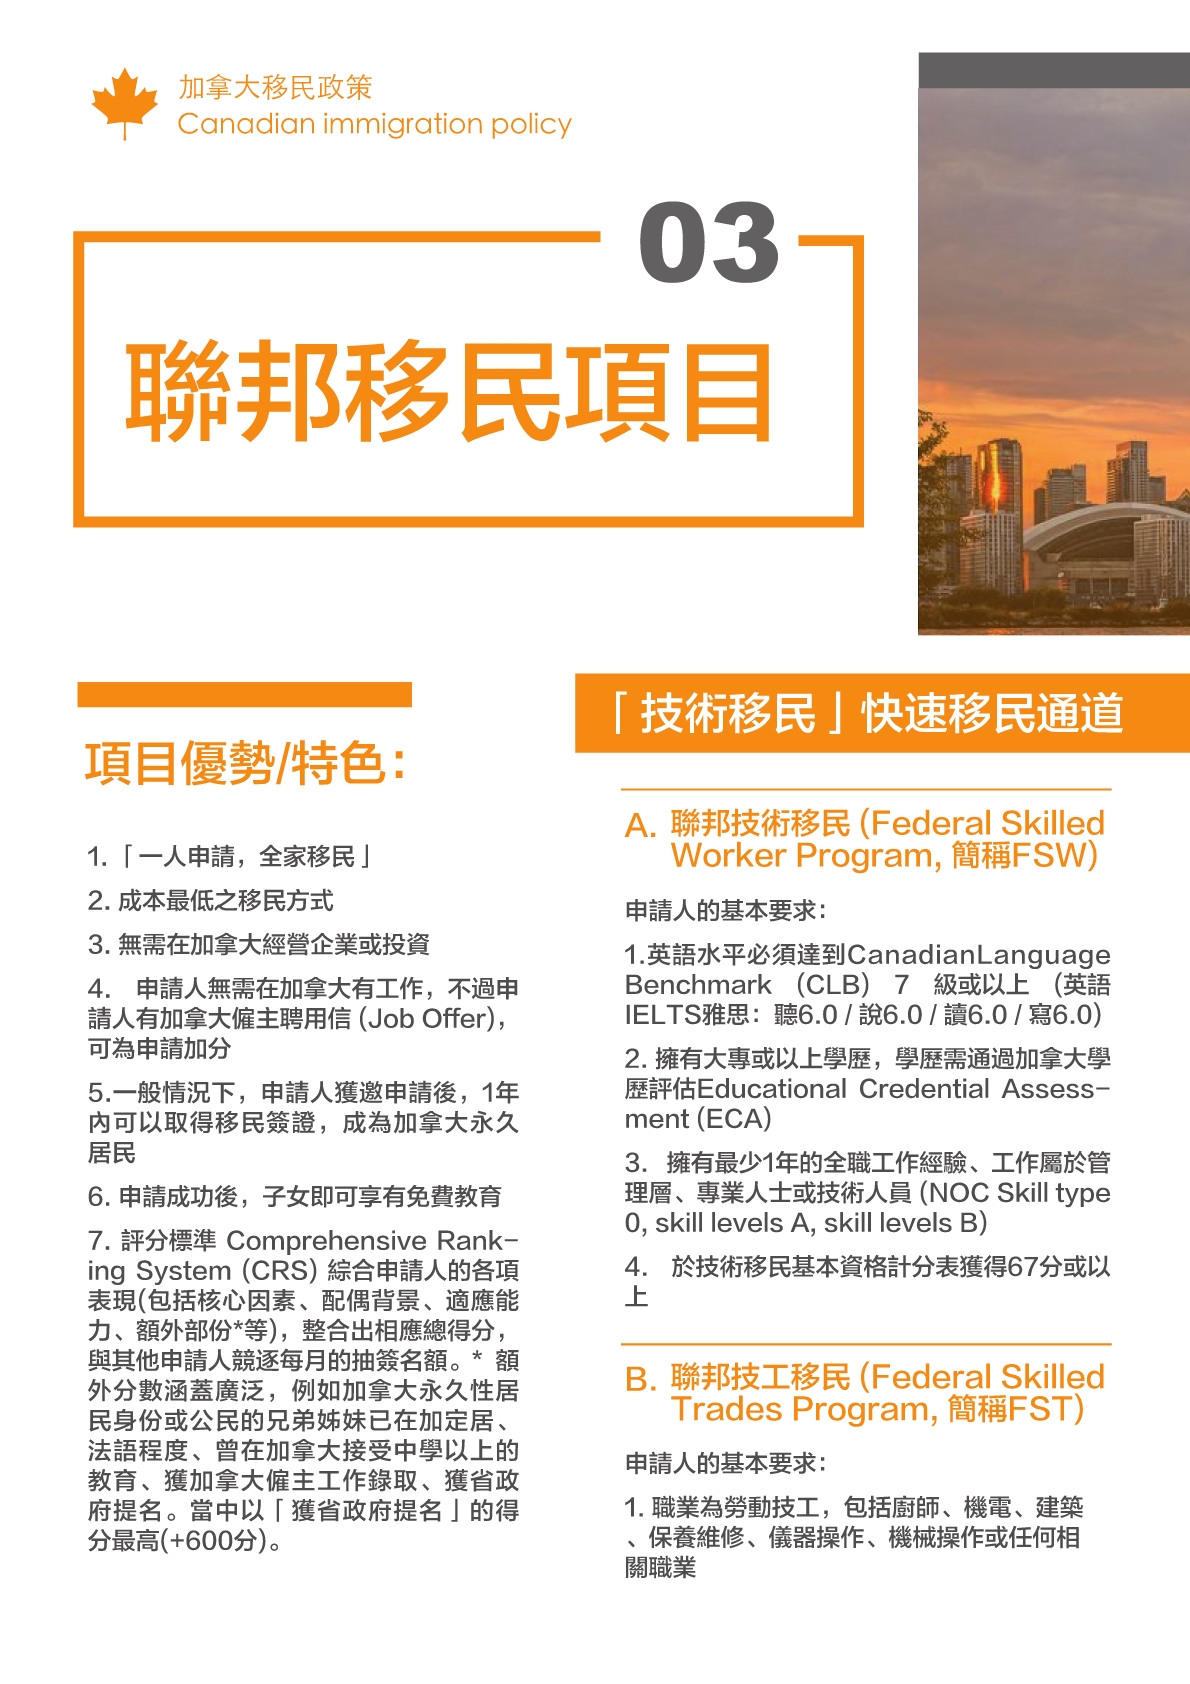 加拿大移民政策
Canadian immigration policy
03
聯邦移民項目
項目優勢/特色：
1.「一人申請，全家移民」
2. 成本最低之移民方式
3. 無需在加拿大經營企業或投資
4. 申請人無需在加拿大有工作，不過申
請人有加拿大僱主聘用信 (Job Offer)，
可為申請加分
5.一般情況下，申請人獲邀申請後，1年
內可以取得移民簽證，成為加拿大永久
居民
6. 申請成功後，子女即可享有免費教育
7. 評分標準 Comprehensive Rank-
ing System (CRS) 綜合申請人的各項
表現(包括核心因素、配偶背景、適應能
力、額外部份*等)，整合出相應總得分，
與其他申請人競逐每月的抽簽名額。* 額
外分數涵蓋廣泛，例如加拿大永久性居
民身份或公民的兄弟姊妹已在加定居、
法語程度、曾在加拿大接受中學以上的
教育、獲加拿大僱主工作錄取、獲省政
府提名。當中以「獲省政府提名」的得
分最高(+600分)。
「技術移民」快速移民通道
A. 聯邦技術移民 (Federal Skilled
Worker Program, 簡稱FSW)
申請人的基本要求：
1.英語水平必須達到CanadianLanguage
Benchmark (CLB) 7 級或以上 (英語
IELTS雅思：聽6.0 / 說6.0 / 讀6.0 / 寫6.0)
2. 擁有大專或以上學歷，學歷需通過加拿大學
歷評估Educational Credential Assess-
ment (ECA)
3. 擁有最少1年的全職工作經驗、工作屬於管
理層、專業人士或技術人員 (NOC Skill type
0, skill levels A, skill levels B)
4. 於技術移民基本資格計分表獲得67分或以
上
B. 聯邦技工移民 (Federal Skilled
Trades Program, 簡稱FST)
申請人的基本要求：
1. 職業為勞動技工，包括廚師、機電、建築
、保養維修、儀器操作、機械操作或任何相
關職業